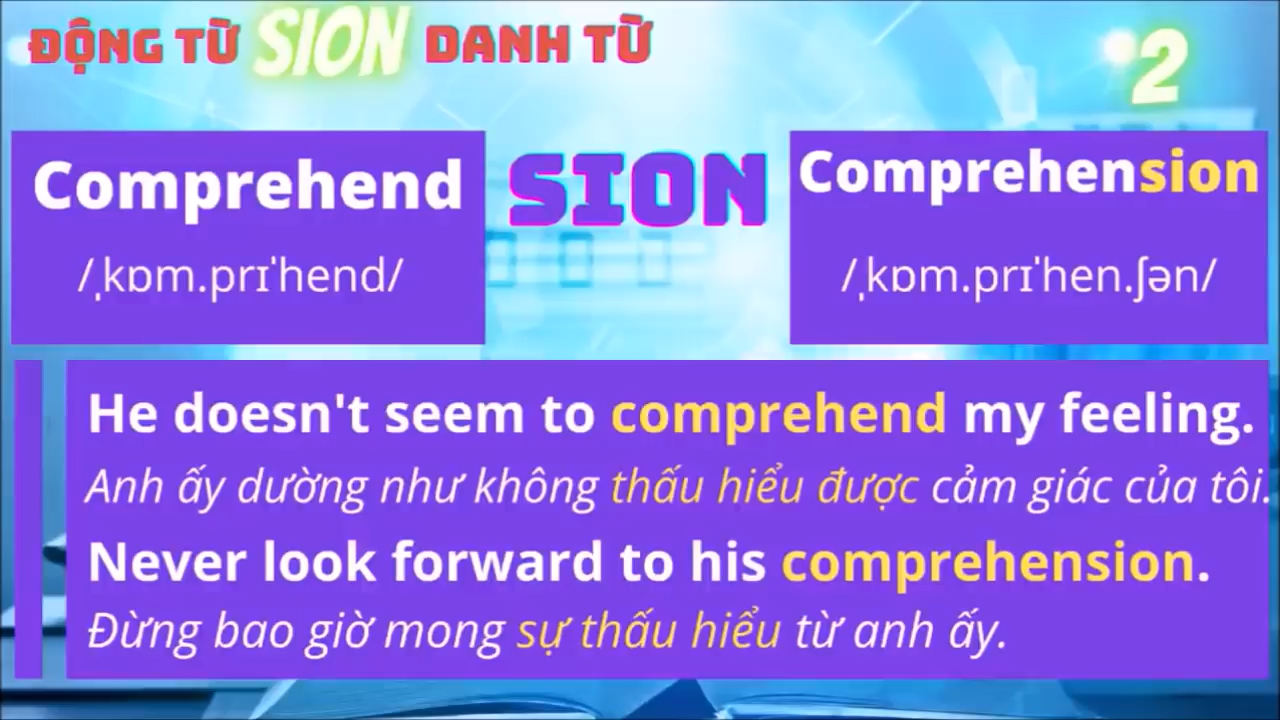 ĐỘNG TỪ SION DANH TỪ
2
Comprehend
/ˌkɒm.prɪˈhend/
SION
Comprehension
/ˌkɒm.prɪˈhen.ʃən/
He doesn't seem to comprehend my feeling.
Anh ấy dường như không thấu hiểu được cảm giác của tôi.
Never look forward to his comprehension.
Đừng bao giờ mong sự thấu hiểu từ anh ấy.